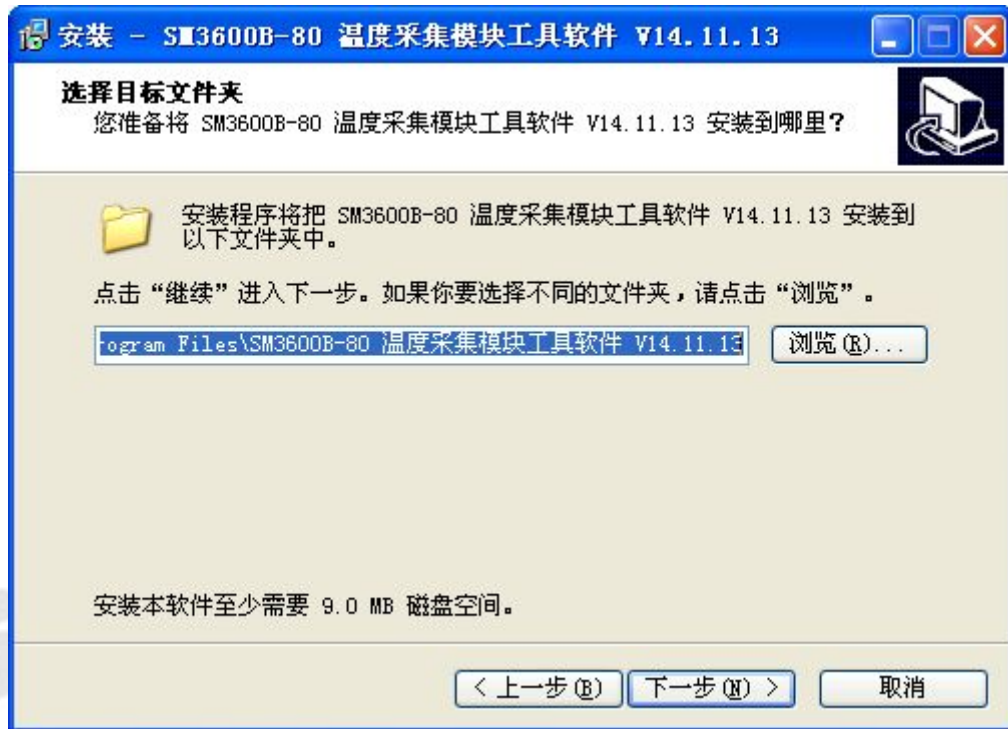 安装 - SM3600B-80 温度采集模块工具软件 V14.11.13
选择目标文件夹
您准备将 SM3600B-80 温度采集模块工具软件 V14.11.13 安装到哪里?
安装程序将把 SM3600B-80 温度采集模块工具软件 V14.11.13 安装到
以下文件夹中。
点击“继续”进入下一步。如果你要选择不同的文件夹，请点击“浏览”。
rogram Files\SM3600B-80 温度采集模块工具软件 V14.11.13
浏览(R)...
安装本软件至少需要 9.0 MB 磁盘空间。
< 上一步(B)
下一步(N) >
取消